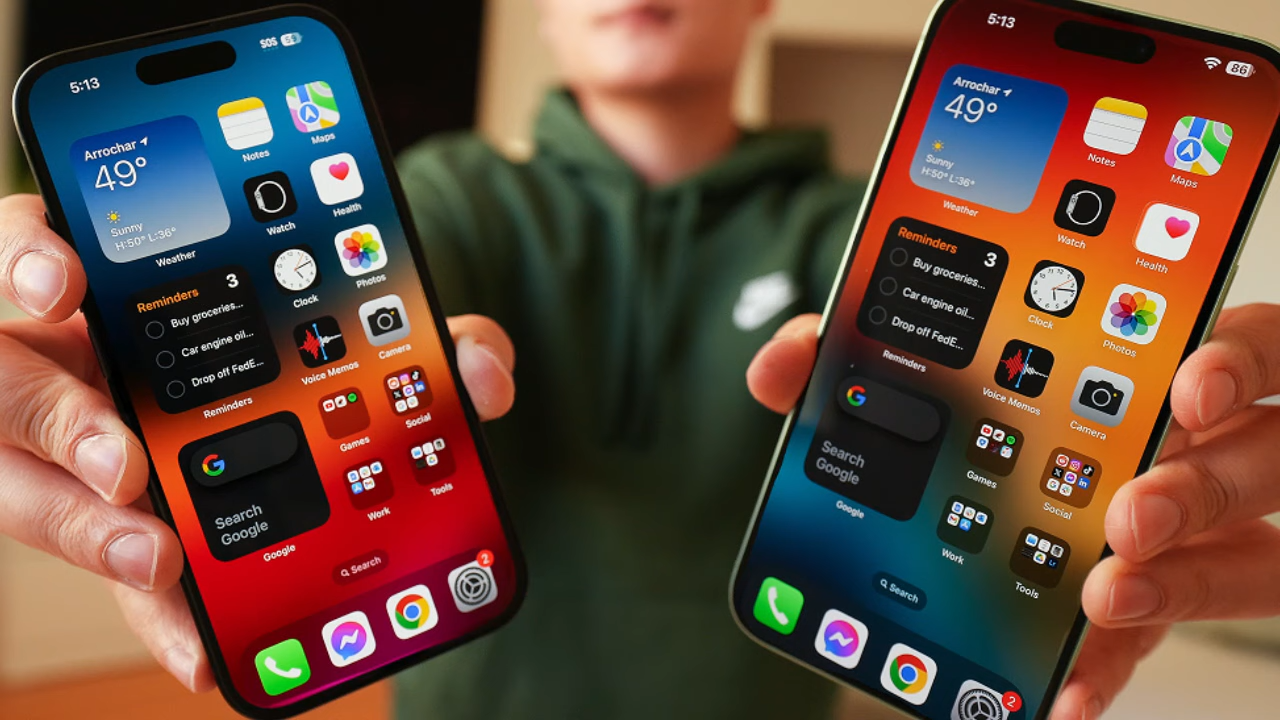 5:13
SOS 59
Arrochar
49°
Sunny
H:50° L:36°
Weather
Notes
Maps
Watch
Health
Reminders
3
Buy groceries...
Car engine oil...
Drop off FedE...
Reminders
Clock
Photos
Voice Memos
Camera
G
Search
Google
Google
Games
Social
Work
Tools
Search
2
5:13
86
Arrochar
49°
Sunny
H:50° L:36°
Weather
Notes
Maps
Watch
Health
Reminders
3
Buy groceries...
Car engine oil...
Drop off FedE...
Reminders
Clock
Photos
Voice Memos
Camera
G
Search
Google
Google
Games
Social
Work
Tools
Search
2